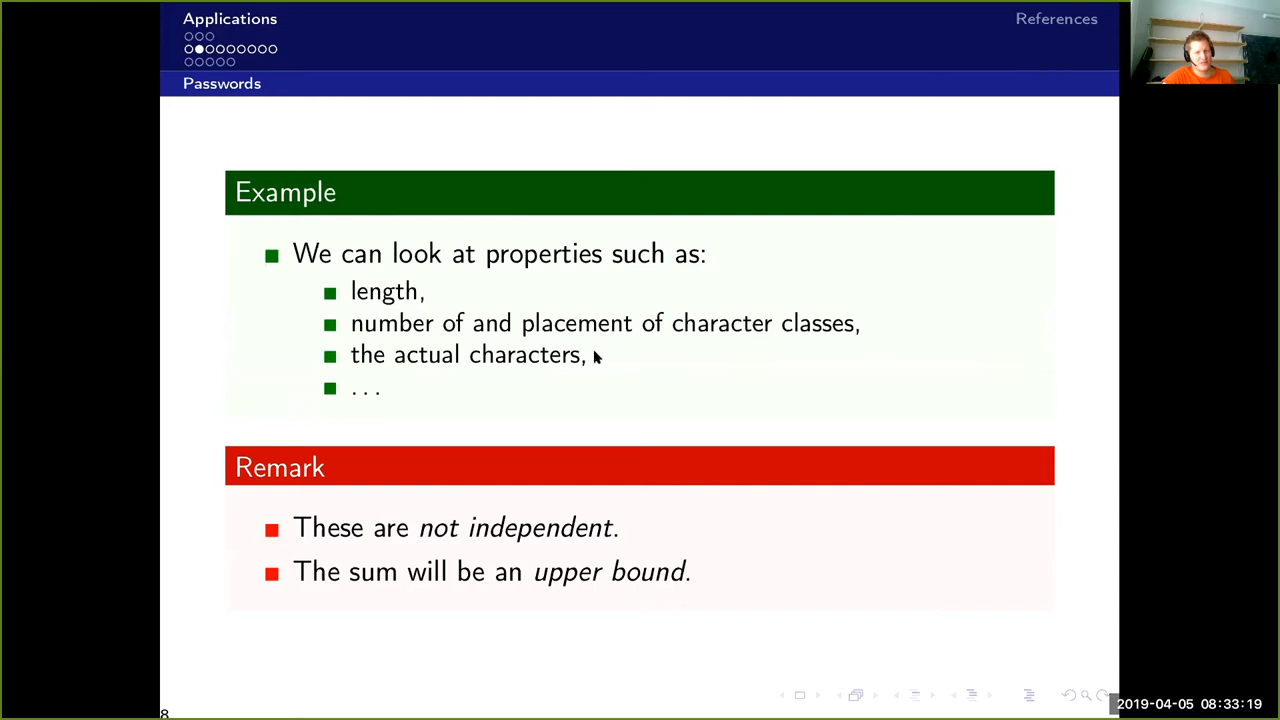 Applications
References
Passwords
Example
We can look at properties such as:
length,
number of and placement of character classes,
the actual characters,
...
Remark
These are not independent.
The sum will be an upper bound.
8
2019-04-05 08:33:19